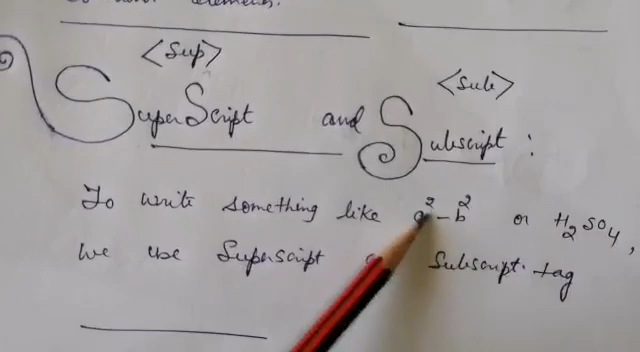 <Sup>
<Sub>
SuperScript and Subscript :
To write something like a²-b² or H₂SO₄,
we use Superscript Subscript tag